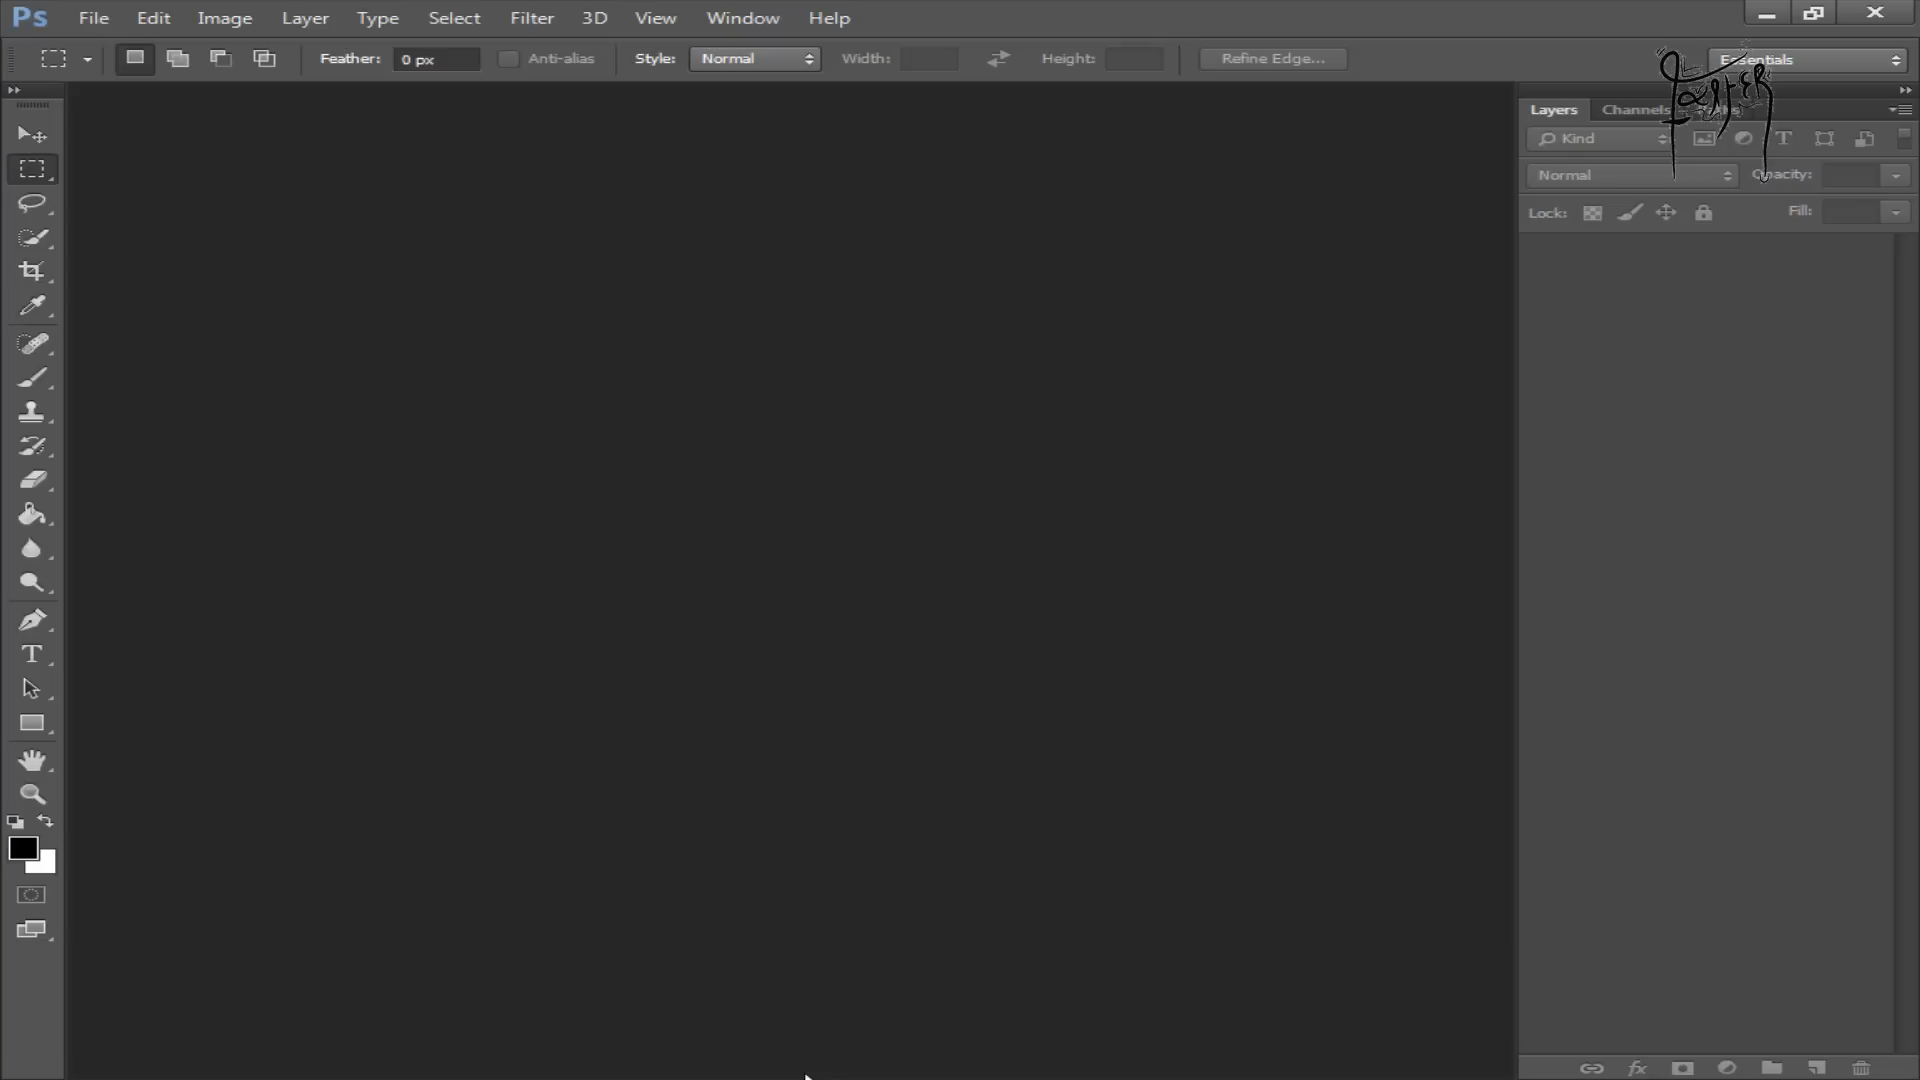 Ps File Edit Image Layer Type Select Filter 3D View Window Help
Feather: 0 px Anti-alias Style: Normal Width: Height: Refine Edge... Essentials
Layers Channels
Kind
Normal Opacity:
Lock: Fill: